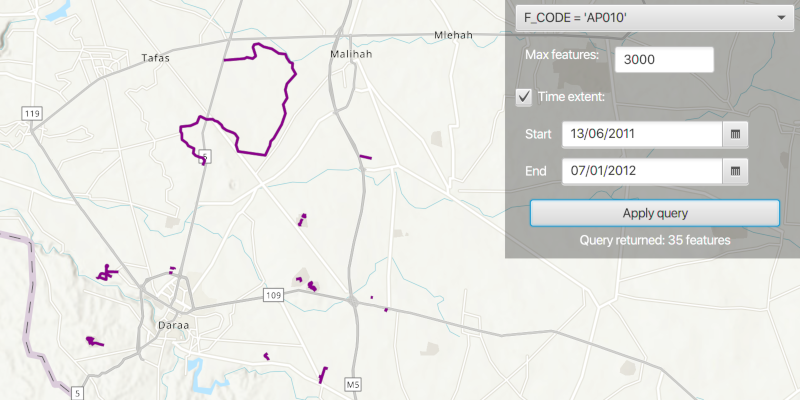 F_CODE = 'AP010'
Mlehah
Malihah
Tafas
Max features:
3000
Time extent:
119
Start
13/06/2011
5
End
07/01/2012
Apply query
Query returned: 35 features
109
Daraa
M5
5